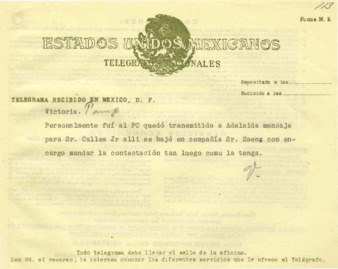 113
Forma M. 2
ESTADOS UNIDOS MEXICANOS
TELEGRAFOS NACIONALES
Depositado a las
Recibido a las
TELEGRAMA RECIBIDO EN MEXICO, D. F.
Victoria. Tamps
Personalmente fuí al PC quedó transmitido a Adelaida mensaje
para Sr. Calles Jr alli se bajó en compañía Sr. Saenz con en-
cargo mandar la contestación tan luego como la tenga.
Todo telegrama debe llevar el sello de la oficina.
Lea Ud. el reverso; le interesa conocer los diferentes servicios que le ofrece el Telégrafo.